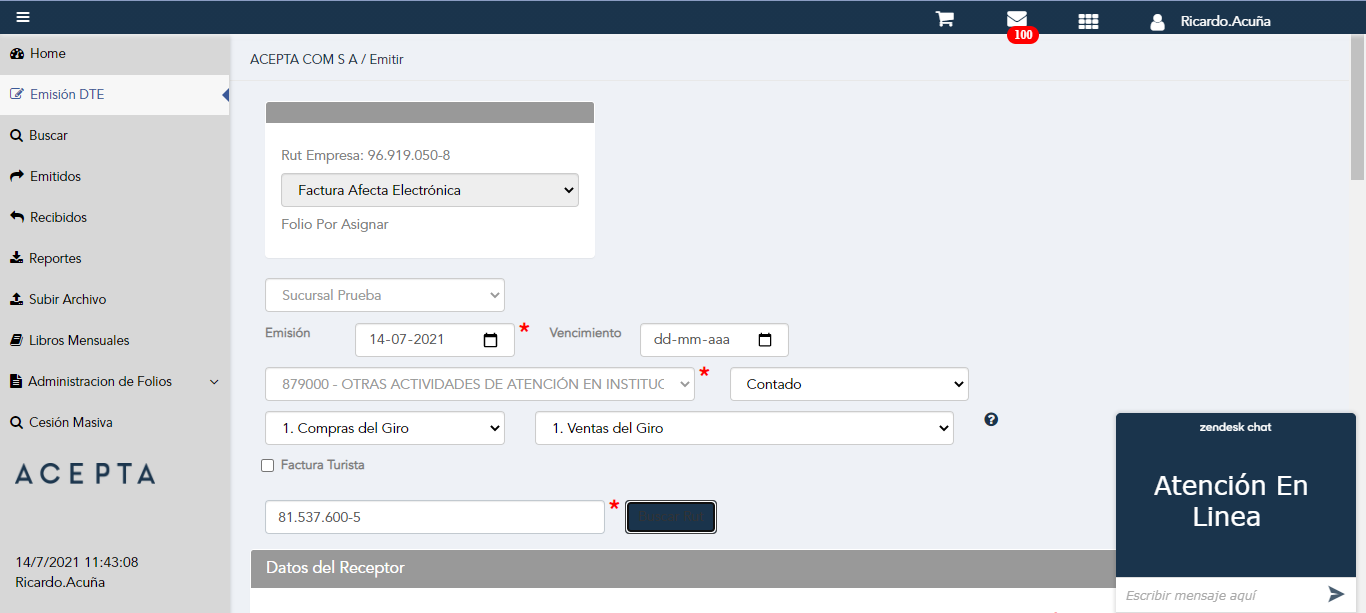 Ricardo.Acuña
100
Home
Emisión DTE
Buscar
Emitidos
Recibidos
Reportes
Subir Archivo
Libros Mensuales
Administracion de Folios
Cesión Masiva
ACEPTA
14/7/2021 11:43:08
Ricardo.Acuña
ACEPTA COM S A / Emitir
Rut Empresa: 96.919.050-8
Factura Afecta Electrónica
Folio Por Asignar
Sucursal Prueba
Emisión 14-07-2021 * Vencimiento dd-mm-aaa
879000 - OTRAS ACTIVIDADES DE ATENCIÓN EN INSTITUC * Contado
1. Compras del Giro 1. Ventas del Giro ?
Factura Turista
81.537.600-5 *
Datos del Receptor
zendesk chat
Atención En
Linea
Escribir mensaje aquí